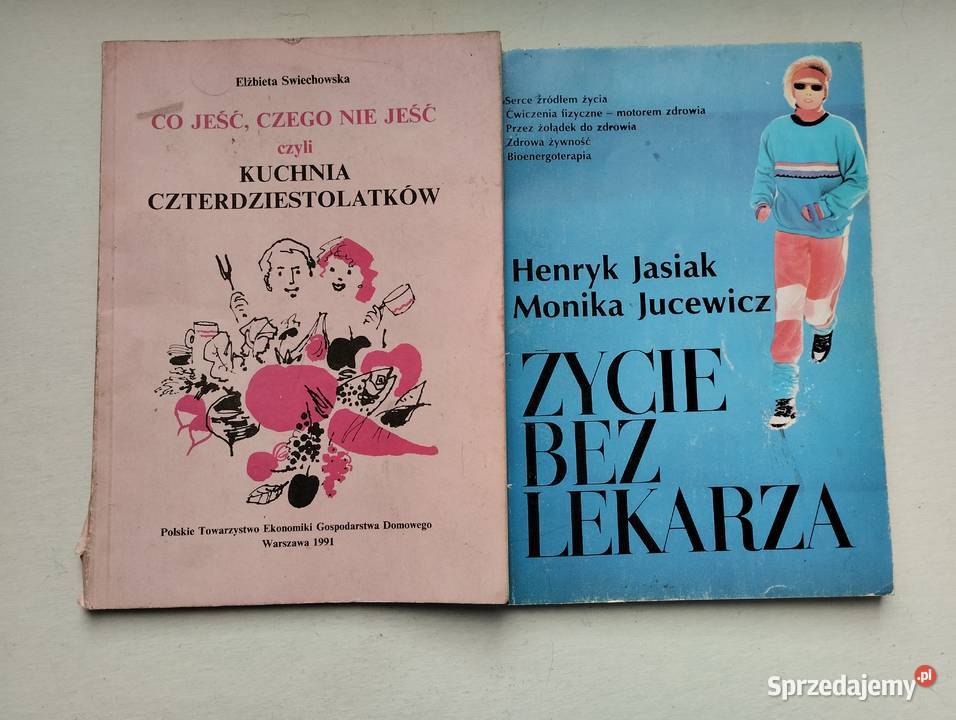 Elżbieta Swiechowska
CO JEŚĆ, CZEGO NIE JEŚĆ
czyli
KUCHNIA
CZTERDZIESTOLATKÓW
Polskie Towarzystwo Ekonomiki Gospodarstwa Domowego
Warszawa 1991
Serce źródłem życia
Ćwiczenia fizyczne – motorem zdrowia
Przez żołądek do zdrowia
Zdrowa żywność
Bioenergoterapia
Henryk Jasiak
Monika Jucewicz
ŻYCIE
BEZ
LEKARZA
Sprzedajemy.pl